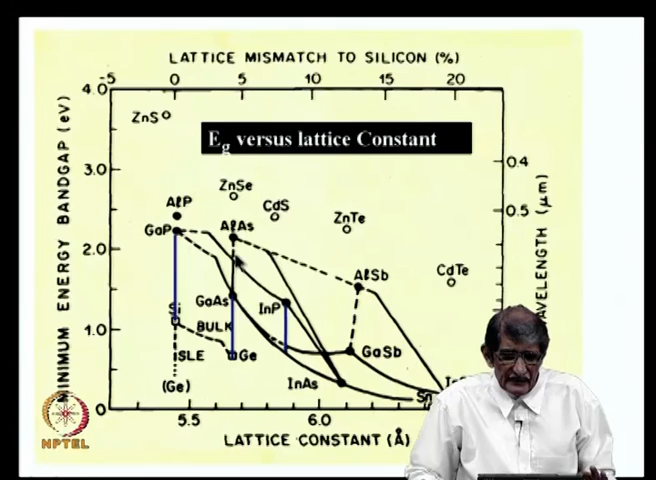 LATTICE MISMATCH TO SILICON (%)
-5 0 5 10 15 20
MINIMUM ENERGY BANDGAP (eV)
4.0
3.0
2.0
1.0
0
Eg versus lattice Constant
ZnS
ZnSe
AlP
CdS
GaP
AlAs
ZnTe
CdTe
AlSb
GaAs
InP
Si
BULK
SLE
Ge
GaSb
(Ge)
InAs
Sn
0.4
0.5
5.5 6.0
LATTICE CONSTANT (Å)
NPTEL